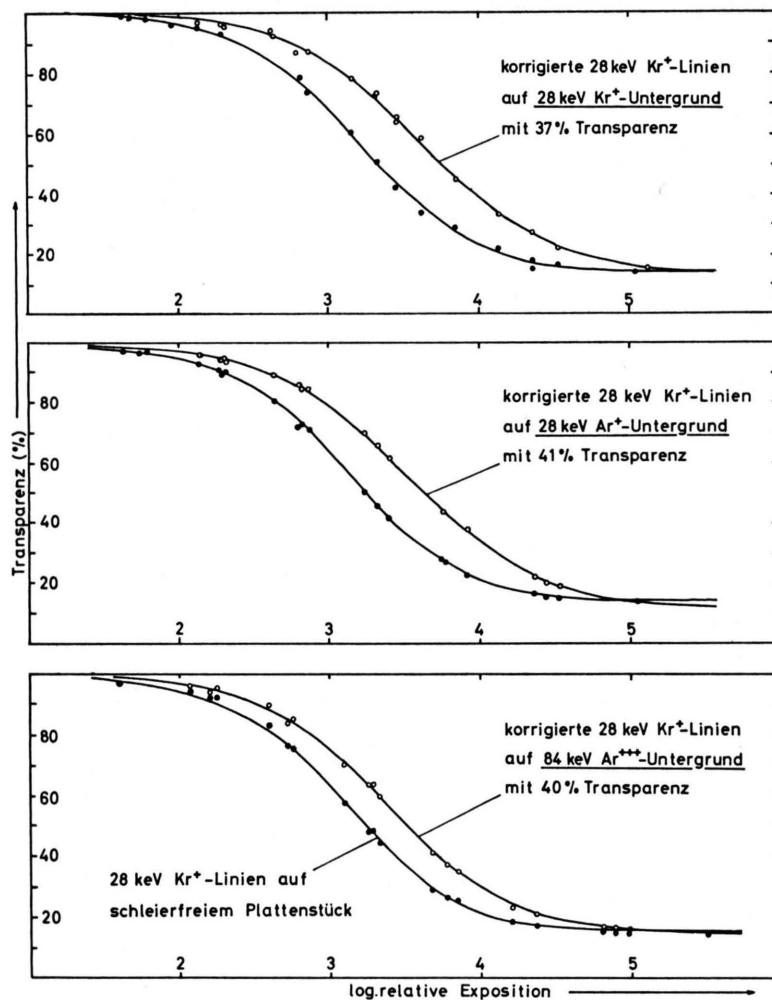 80
60
40
20
korrigierte 28 keV Kr⁺-Linien
auf 28 keV Kr⁺-Untergrund
mit 37% Transparenz
2 3 4 5
80
60
40
20
korrigierte 28 keV Kr⁺-Linien
auf 28 keV Ar⁺-Untergrund
mit 41% Transparenz
2 3 4 5
Transparenz (%)
80
60
40
20
korrigierte 28 keV Kr⁺-Linien
auf 84 keV Ar⁺⁺⁺-Untergrund
mit 40% Transparenz
28 keV Kr⁺-Linien auf
schleierfreiem Plattenstück
2 3 4 5
log.relative Exposition